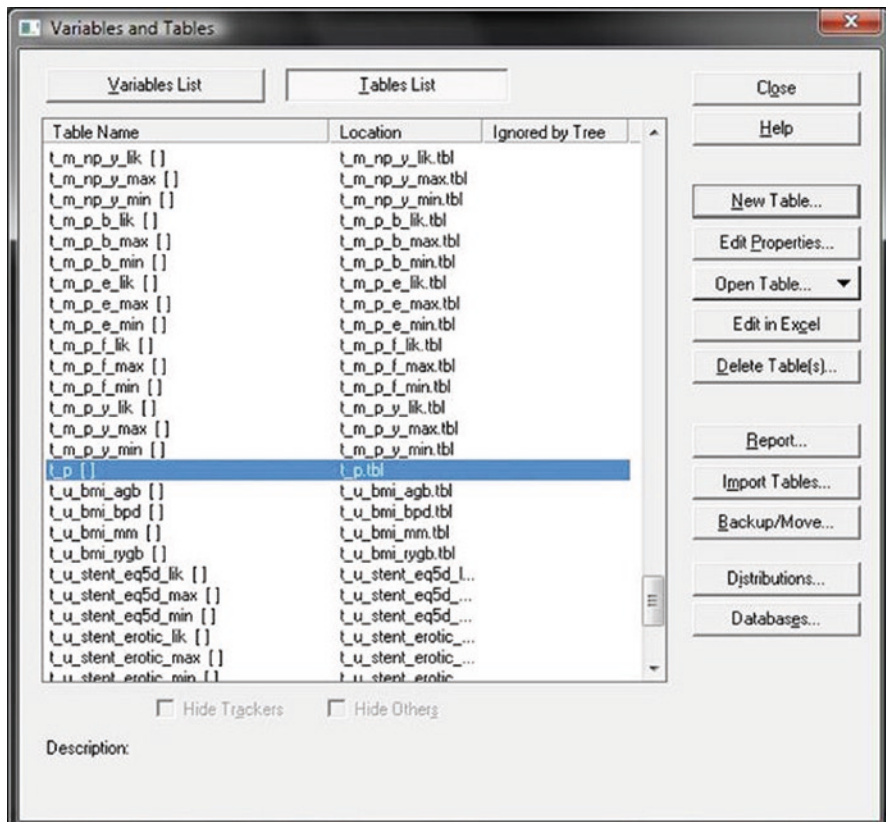 Variables and Tables
Variables List
Tables List
Table Name Location Ignored by Tree
t_m_np_y_lik [] t_m_np_y_lik.tbl
t_m_np_y_max [] t_m_np_y_max.tbl
t_m_np_y_min [] t_m_np_y_min.tbl
t_m_p_b_lik [] t_m_p_b_lik.tbl
t_m_p_b_max [] t_m_p_b_max.tbl
t_m_p_b_min [] t_m_p_b_min.tbl
t_m_p_e_lik [] t_m_p_e_lik.tbl
t_m_p_e_max [] t_m_p_e_max.tbl
t_m_p_e_min [] t_m_p_e_min.tbl
t_m_p_f_lik [] t_m_p_f_lik.tbl
t_m_p_f_max [] t_m_p_f_max.tbl
t_m_p_f_min [] t_m_p_f_min.tbl
t_m_p_y_lik [] t_m_p_y_lik.tbl
t_m_p_y_max [] t_m_p_y_max.tbl
t_m_p_y_min [] t_m_p_y_min.tbl
t_p [] t_p.tbl
t_u_bmi_agb [] t_u_bmi_agb.tbl
t_u_bmi_bpd [] t_u_bmi_bpd.tbl
t_u_bmi_mm [] t_u_bmi_mm.tbl
t_u_bmi_rygb [] t_u_bmi_rygb.tbl
t_u_stent_eq5d_lik [] t_u_stent_eq5d_l...
t_u_stent_eq5d_max [] t_u_stent_eq5d_...
t_u_stent_eq5d_min [] t_u_stent_eq5d_...
t_u_stent_erotic_lik [] t_u_stent_erotic_...
t_u_stent_erotic_max [] t_u_stent_erotic_...
t_u_stent_erotic_min [] t_u_stent_erotic
Hide Trackers
Hide Others
Description:
Close
Help
New Table...
Edit Properties...
Open Table...
Edit in Excel
Delete Table(s)...
Report...
Import Tables...
Backup/Move...
Distributions...
Databases...